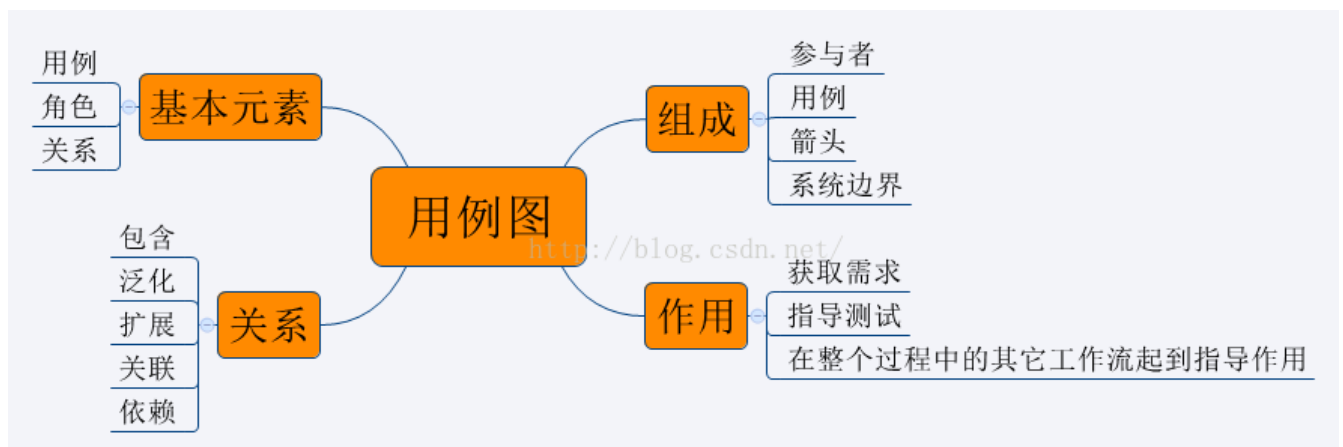 用例图
基本元素
用例
角色
关系
组成
参与者
用例
箭头
系统边界
关系
包含
泛化
扩展
关联
依赖
作用
获取需求
指导测试
在整个过程中的其它工作流起到指导作用
http://blog.csdn.net/